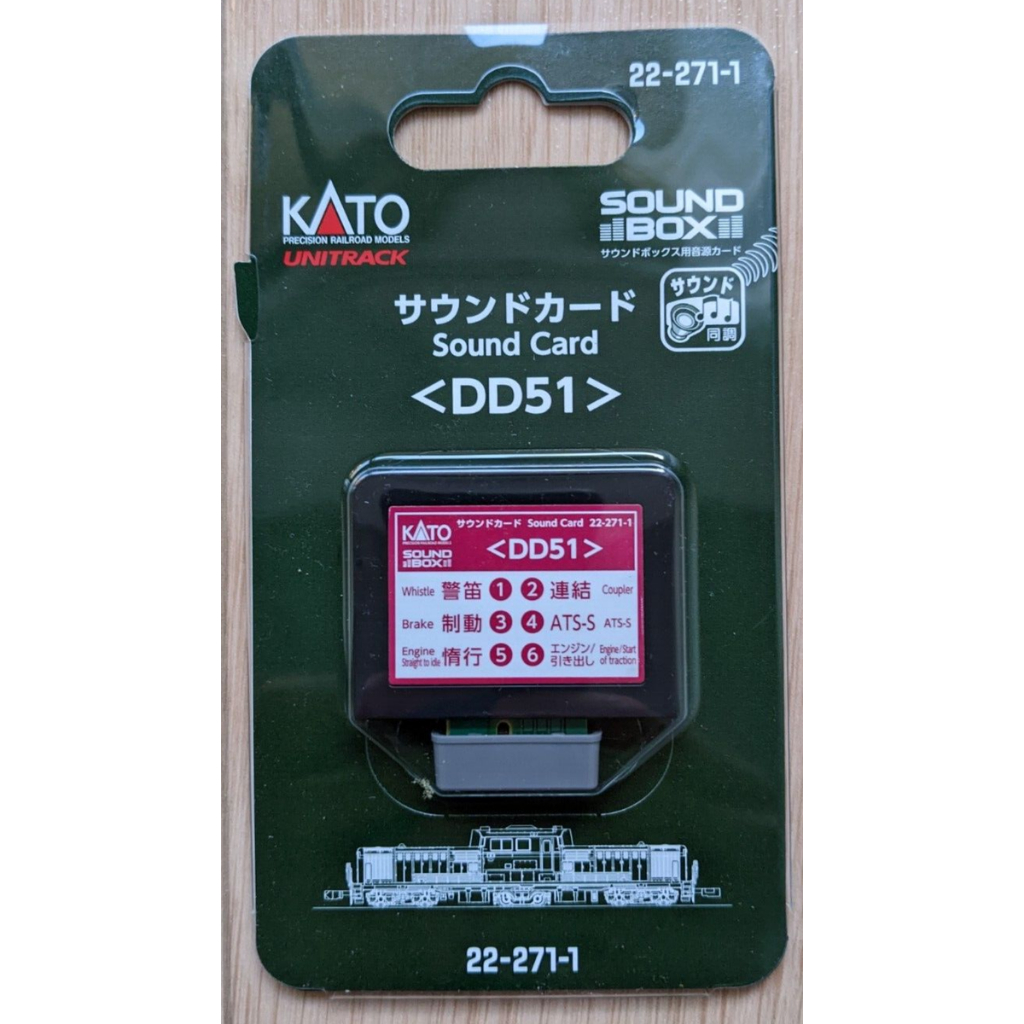 22-271-1
KATO
PRECISION RAILROAD MODELS
UNITRACK
SOUND
BOX
サウンドボックス用音源カード
サウンド
同調
サウンドカード
Sound Card
<DD51>
KATO
PRECISION RAILROAD MODELS
サウンドカード Sound Card 22-271-1
SOUND
BOX
<DD51>
Whistle 警笛 1 2 連結 Coupler
Brake 制動 3 4 ATS-S ATS-S
Engine
Straight to idle 惰行 5 6 エンジン/
引き出し Engine/Start
of traction
22-271-1